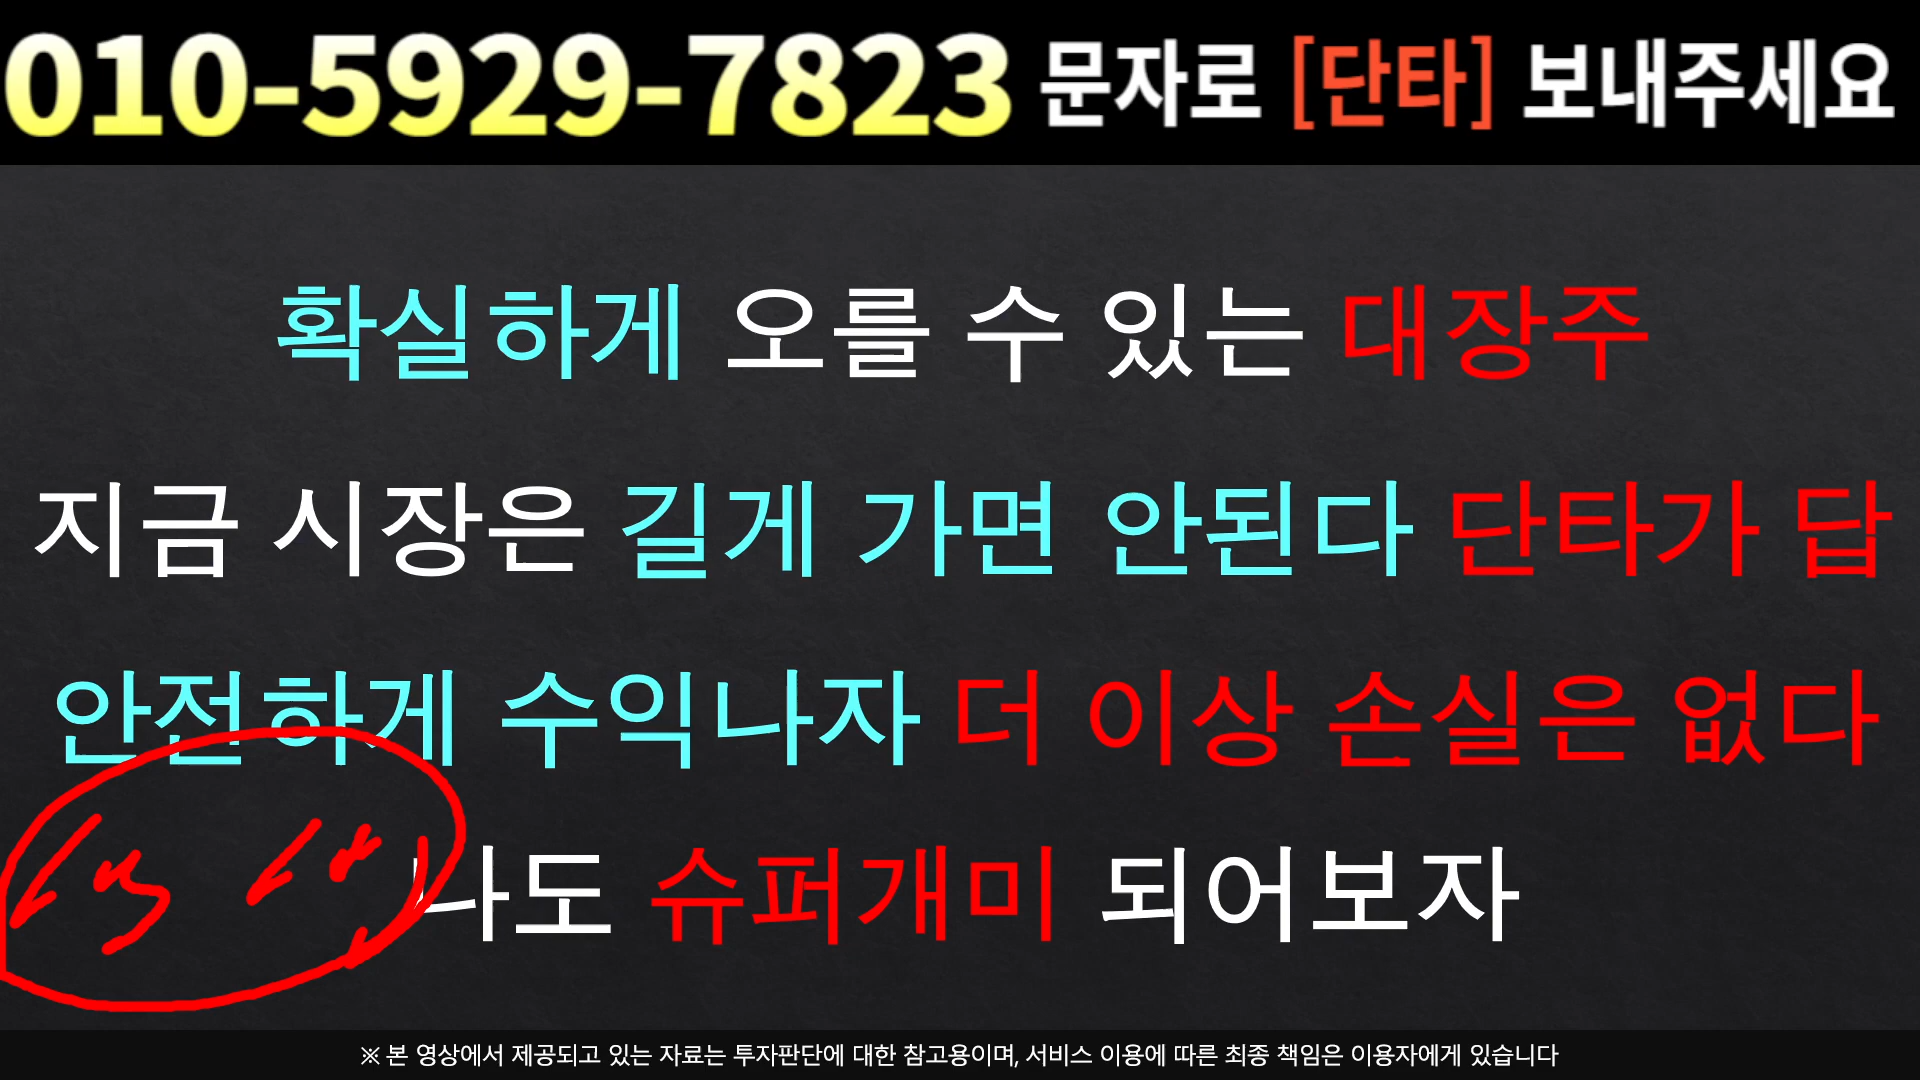 010-5929-7823 문자로 [단타] 보내주세요
확실하게 오를 수 있는 대장주
지금 시장은 길게 가면 안된다 단타가 답
안전하게 수익나자 더 이상 손실은 없다
나도 슈퍼개미 되어보자
※ 본 영상에서 제공되고 있는 자료는 투자판단에 대한 참고용이며, 서비스 이용에 따른 최종 책임은 이용자에게 있습니다